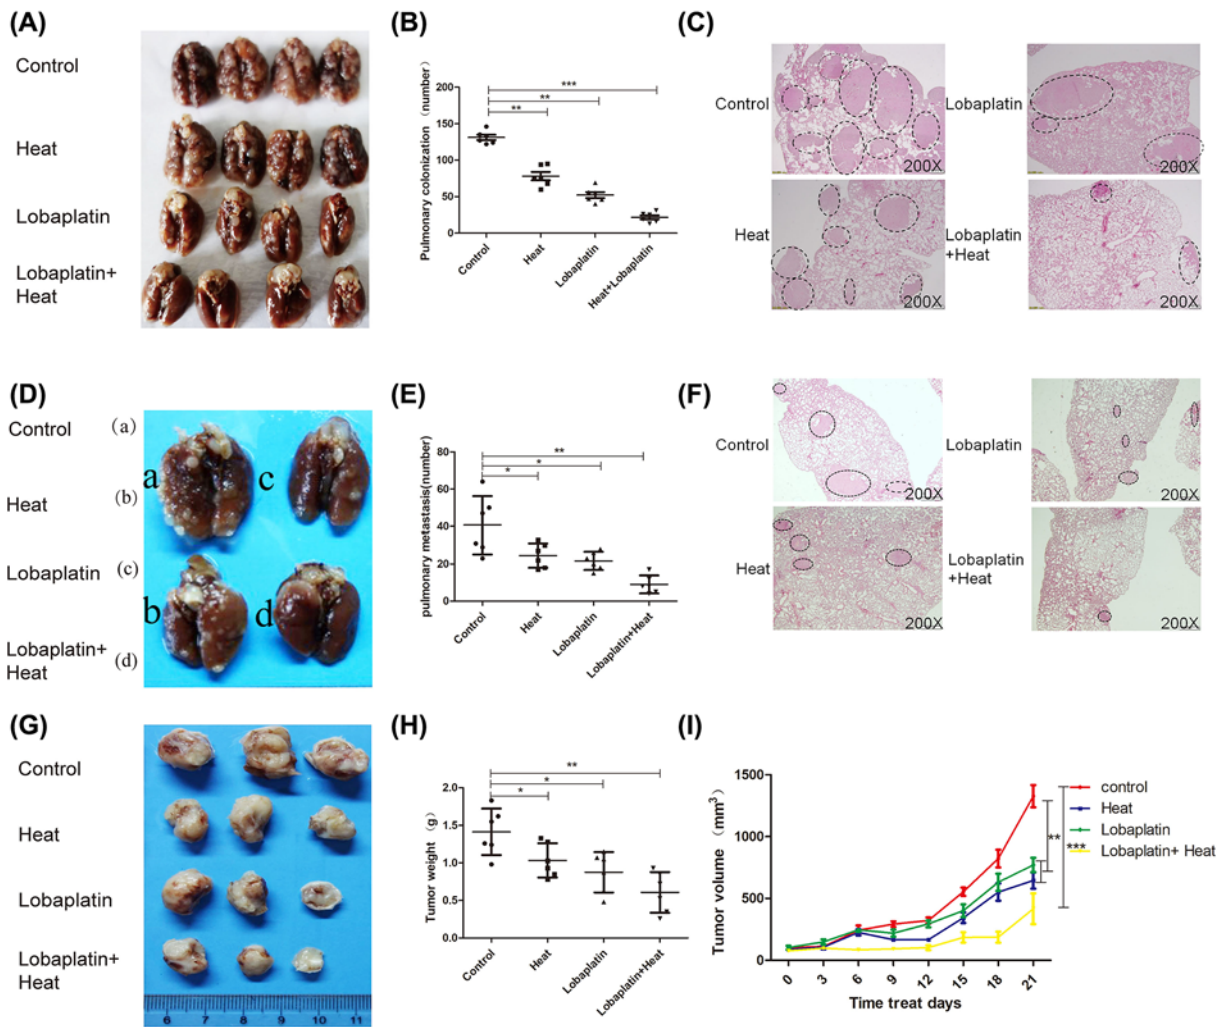 (A)
Control
Heat
Lobaplatin
Lobaplatin+
Heat
(B)
Pulmonary colonization（number）
200
150
100
50
0
***
**
**
Control
Heat
Lobaplatin
Heat+Lobaplatin
(C)
Control
200X
Lobaplatin
200X
Heat
200X
Lobaplatin
+Heat
200X
(D)
Control (a)
Heat (b)
Lobaplatin (c)
Lobaplatin+
Heat (d)
a c
b d
(E)
pulmonary metastasis(number)
80
60
40
20
0
**
*
*
Control
Heat
Lobaplatin
Lobaplatin+Heat
(F)
Control
200X
Lobaplatin
200X
Heat
200X
Lobaplatin
+Heat
200X
(G)
Control
Heat
Lobaplatin
Lobaplatin+
Heat
6 7 8 9 10 11
(H)
Tumor weight（g）
2.0
1.5
1.0
0.5
0.0
**
*
*
Control
Heat
Lobaplatin
Lobaplatin+Heat
(I)
Tumor volume（mm3）
1500
1000
500
0
0 3 6 9 12 15 18 21
Time treat days
control
Heat
Lobaplatin
Lobaplatin+ Heat
**
***